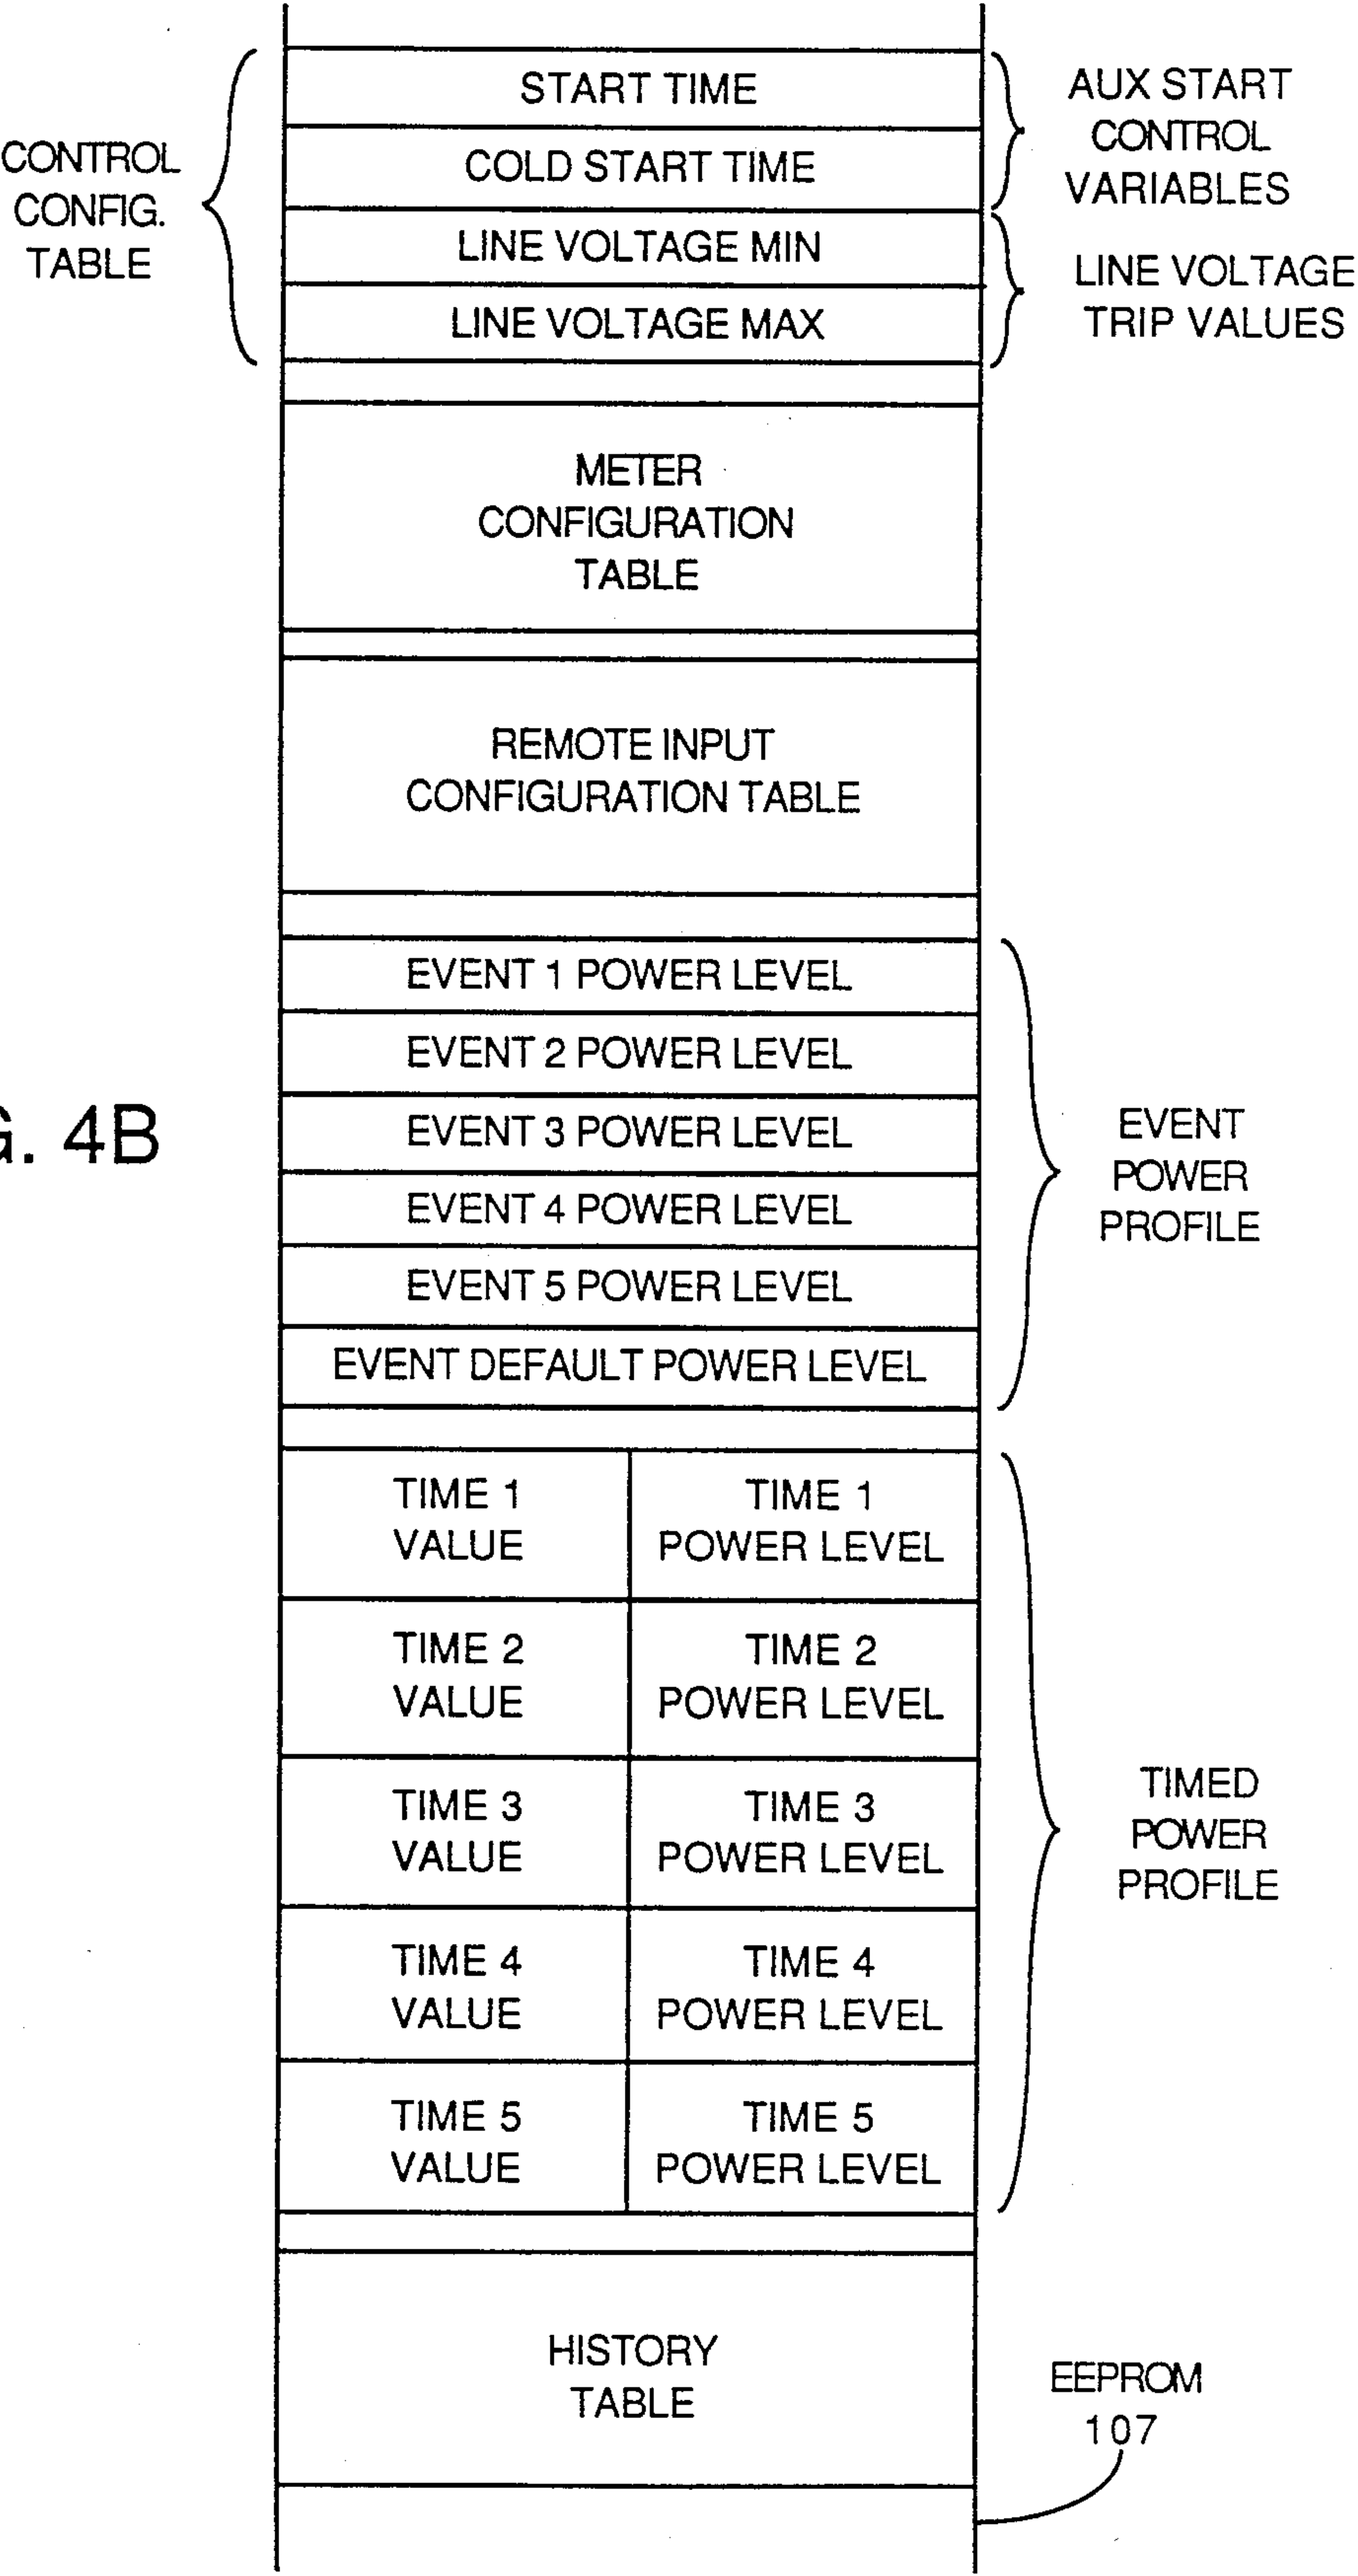 START TIME
COLD START TIME
LINE VOLTAGE MIN
LINE VOLTAGE MAX
CONTROL
CONFIG.
TABLE
AUX START
CONTROL
VARIABLES
LINE VOLTAGE
TRIP VALUES
METER
CONFIGURATION
TABLE
REMOTE INPUT
CONFIGURATION TABLE
G. 4B
EVENT 1 POWER LEVEL
EVENT 2 POWER LEVEL
EVENT 3 POWER LEVEL
EVENT 4 POWER LEVEL
EVENT 5 POWER LEVEL
EVENT DEFAULT POWER LEVEL
EVENT
POWER
PROFILE
TIME 1
VALUE
TIME 1
POWER LEVEL
TIME 2
VALUE
TIME 2
POWER LEVEL
TIME 3
VALUE
TIME 3
POWER LEVEL
TIME 4
VALUE
TIME 4
POWER LEVEL
TIME 5
VALUE
TIME 5
POWER LEVEL
TIMED
POWER
PROFILE
HISTORY
TABLE
EEPROM
107